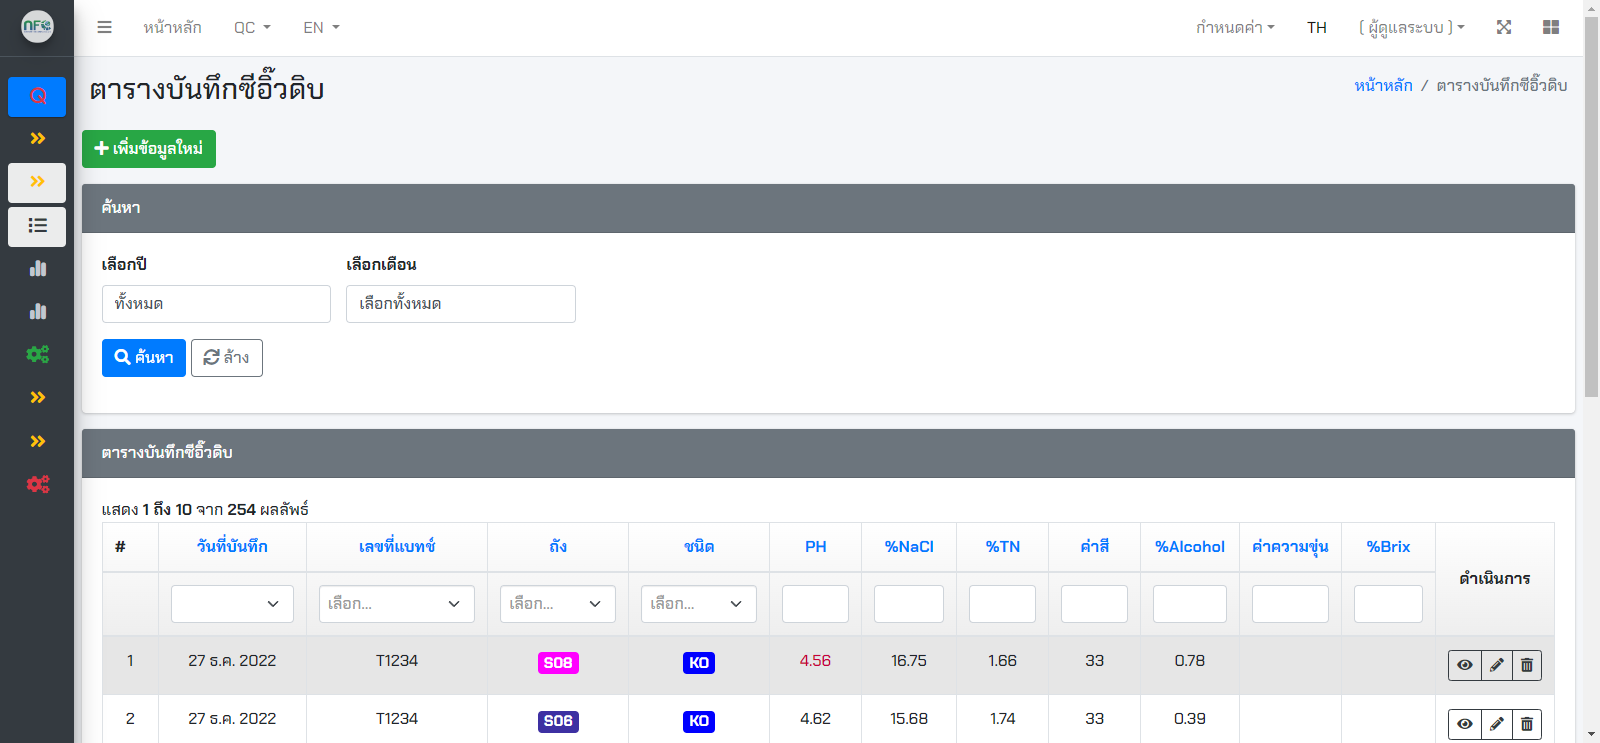 NFC
หน้าหลัก QC EN กำหนดค่า TH ( ผู้ดูแลระบบ )
ตารางบันทึกซีอิ๊วดิบ
หน้าหลัก / ตารางบันทึกซีอิ๊วดิบ
เพิ่มข้อมูลใหม่
ค้นหา
เลือกปี เลือกเดือน
ทั้งหมด เลือกทั้งหมด
ค้นหา ล้าง
ตารางบันทึกซีอิ๊วดิบ
แสดง 1 ถึง 10 จาก 254 ผลลัพธ์
# วันที่บันทึก เลขที่แบทช์ ถัง ชนิด PH %NaCl %TN ค่าสี %Alcohol ค่าความขุ่น %Brix ดำเนินการ
เลือก... เลือก... เลือก...
1 27 ธ.ค. 2022 T1234 S08 KO 4.56 16.75 1.66 33 0.78
2 27 ธ.ค. 2022 T1234 S06 KO 4.62 15.68 1.74 33 0.39